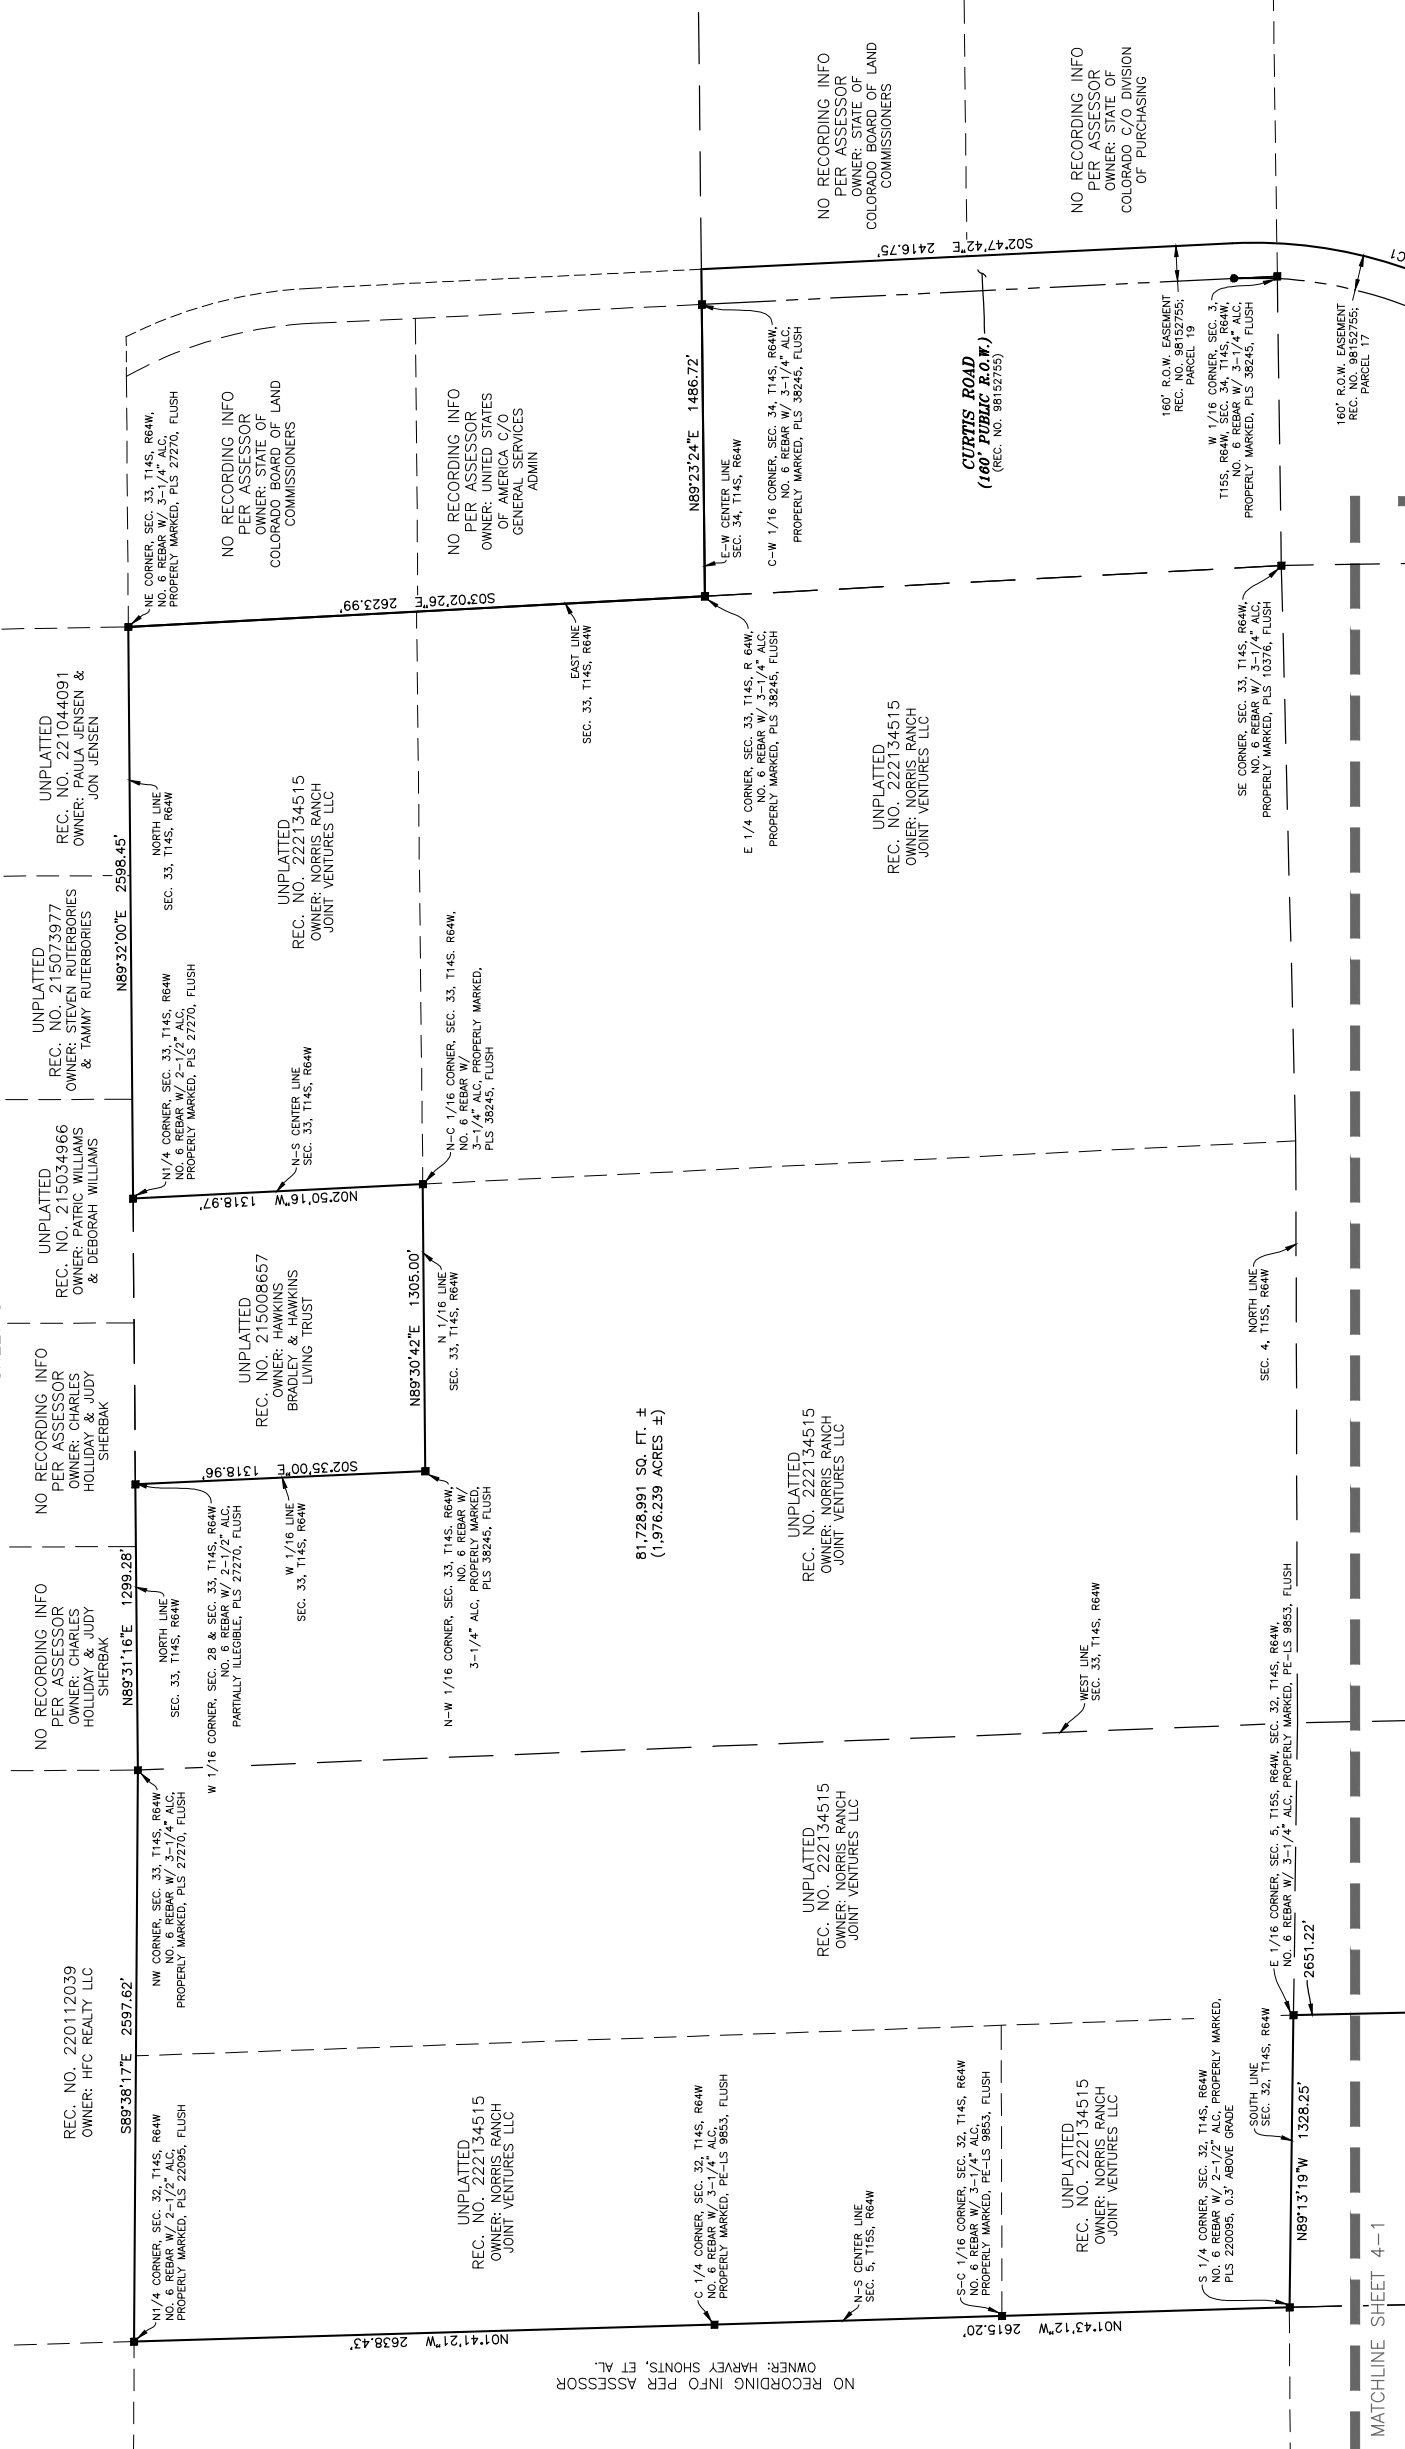 REC. NO. 220112039
OWNER: HFC REALTY LLC
NO RECORDING INFO
PER ASSESSOR
OWNER: CHARLES
HOLLIDAY & JUDY
SHERBAK
NO RECORDING INFO
PER ASSESSOR
OWNER: CHARLES
HOLLIDAY & JUDY
SHERBAK
UNPLATTED
REC. NO. 215034966
OWNER: PATRIC WILLIAMS
& DEBORAH WILLIAMS
UNPLATTED
REC. NO. 215073977
OWNER: STEVEN RUTERBORIES
& TAMMY RUTERBORIES
UNPLATTED
REC. NO. 221044091
OWNER: PAULA JENSEN &
JON JENSEN
S89°38'17"E 2597.62'
N89°31'16"E 1299.28'
N89°32'00"E 2598.45'
N1/4 CORNER, SEC. 32, T14S, R64W
NO. 6 REBAR W/ 2-1/2" ALC,
PROPERLY MARKED, PLS 22095, FLUSH
NW CORNER, SEC. 33, T14S, R64W
NO. 6 REBAR W/ 3-1/4" ALC,
PROPERLY MARKED, PLS 27270, FLUSH
NORTH LINE
SEC. 33, T14S, R64W
W 1/16 CORNER, SEC. 28 & SEC. 33, T14S, R64W
NO. 6 REBAR W/ 2-1/2" ALC,
PARTIALLY ILLEGIBLE, PLS 27270, FLUSH
N1/4 CORNER, SEC. 33, T14S, R64W
NO. 6 REBAR W/ 2-1/2" ALC,
PROPERLY MARKED, PLS 27270, FLUSH
NORTH LINE
SEC. 33, T14S, R64W
NE CORNER, SEC. 33, T14S, R64W,
NO. 6 REBAR W/ 3-1/4" ALC,
PROPERLY MARKED, PLS 27270, FLUSH
W 1/16 LINE
SEC. 33, T14S, R64W
S02°35'00"E 1318.96'
UNPLATTED
REC. NO. 215008657
OWNER: HAWKINS
BRADLEY & HAWKINS
LIVING TRUST
N-S CENTER LINE
SEC. 33, T14S, R64W
N02°50'16"W 1318.97'
UNPLATTED
REC. NO. 222134515
OWNER: NORRIS RANCH
JOINT VENTURES LLC
NO RECORDING INFO
PER ASSESSOR
OWNER: STATE OF
COLORADO BOARD OF LAND
COMMISSIONERS
NO RECORDING INFO
PER ASSESSOR
OWNER: UNITED STATES
OF AMERICA C/O
GENERAL SERVICES
ADMIN
S03°02'26"E 2623.99'
N89°30'42"E 1305.00'
N 1/16 LINE
SEC. 33, T14S, R64W
N-W 1/16 CORNER, SEC. 33, T14S. R64W,
NO. 6 REBAR W/
3-1/4" ALC, PROPERLY MARKED,
PLS 38245, FLUSH
N-C 1/16 CORNER, SEC. 33, T14S. R64W,
NO. 6 REBAR W/
3-1/4" ALC, PROPERLY MARKED,
PLS 38245, FLUSH
EAST LINE
SEC. 33, T14S, R64W
UNPLATTED
REC. NO. 222134515
OWNER: NORRIS RANCH
JOINT VENTURES LLC
N01°41'21"W 2638.43'
NO RECORDING INFO PER ASSESSOR
OWNER: HARVEY SHONTS, ET AL.
81,728,991 SQ. FT. ±
(1,976.239 ACRES ±)
N89°23'24"E 1486.72'
E-W CENTER LINE
SEC. 34, T14S, R64W
C-W 1/16 CORNER, SEC. 34, T14S, R64W,
NO. 6 REBAR W/ 3-1/4" ALC,
PROPERLY MARKED, PLS 38245, FLUSH
E 1/4 CORNER, SEC. 33, T14S, R 64W,
NO. 6 REBAR W/ 3-1/4" ALC,
PROPERLY MARKED, PLS 38245, FLUSH
C 1/4 CORNER, SEC. 32, T14S, R64W
NO. 6 REBAR W/ 3-1/4" ALC,
PROPERLY MARKED, PE-LS 9853, FLUSH
UNPLATTED
REC. NO. 222134515
OWNER: NORRIS RANCH
JOINT VENTURES LLC
UNPLATTED
REC. NO. 222134515
OWNER: NORRIS RANCH
JOINT VENTURES LLC
UNPLATTED
REC. NO. 222134515
OWNER: NORRIS RANCH
JOINT VENTURES LLC
NO RECORDING INFO
PER ASSESSOR
OWNER: STATE OF
COLORADO BOARD OF LAND
COMMISSIONERS
N-S CENTER LINE
SEC. 5, T15S, R64W
S02°47'42"E 2416.75'
CURTIS ROAD
(160' PUBLIC R.O.W.)
(REC. NO. 98152755)
S-C 1/16 CORNER, SEC. 32, T14S, R64W
NO. 6 REBAR W/ 3-1/4" ALC,
PROPERLY MARKED, PE-LS 9853, FLUSH
N01°43'12"W 2615.20'
UNPLATTED
REC. NO. 222134515
OWNER: NORRIS RANCH
JOINT VENTURES LLC
WEST LINE
SEC. 33, T14S, R64W
NO RECORDING INFO
PER ASSESSOR
OWNER: STATE OF
COLORADO C/O DIVISION
OF PURCHASING
160' R.O.W. EASEMENT
REC. NO. 98152755;
PARCEL 19
W 1/16 CORNER, SEC. 3,
T15S, R64W, SEC. 34, T14S, R64W,
NO. 6 REBAR W/ 3-1/4" ALC,
PROPERLY MARKED, PLS 38245, FLUSH
S 1/4 CORNER, SEC. 32, T14S, R64W
NO. 6 REBAR W/ 2-1/2" ALC, PROPERLY MARKED,
PLS 220095, 0.3' ABOVE GRADE
SOUTH LINE
SEC. 32, T14S, R64W
N89°13'19"W 1328.25'
E 1/16 CORNER, SEC. 5, T15S, R64W, SEC. 32, T14S, R64W,
NO. 6 REBAR W/ 3-1/4" ALC, PROPERLY MARKED, PE-LS 9853, FLUSH
2651.22'
NORTH LINE
SEC. 4, T15S, R64W
SE CORNER, SEC. 33, T14S, R64W,
NO. 6 REBAR W/ 3-1/4" ALC,
PROPERLY MARKED, PLS 10376, FLUSH
160' R.O.W. EASEMENT
REC. NO. 98152755;
PARCEL 17
C1
MATCHLINE SHEET 4-1